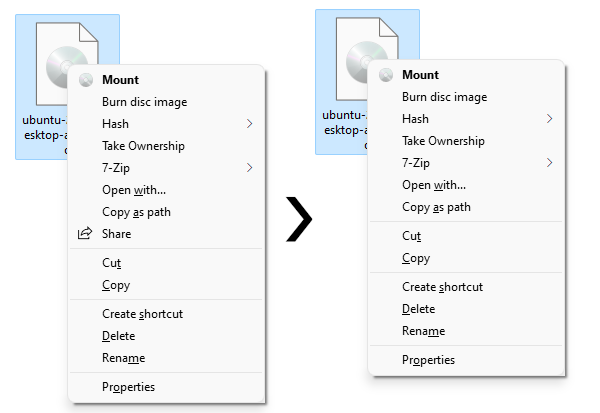 ubuntu-
esktop-a
Mount
Burn disc image
Hash
Take Ownership
7-Zip
Open with...
Copy as path
Share
Cut
Copy
Create shortcut
Delete
Rename
Properties
ubuntu-
esktop-a
Mount
Burn disc image
Hash
Take Ownership
7-Zip
Open with...
Copy as path
Cut
Copy
Create shortcut
Delete
Rename
Properties